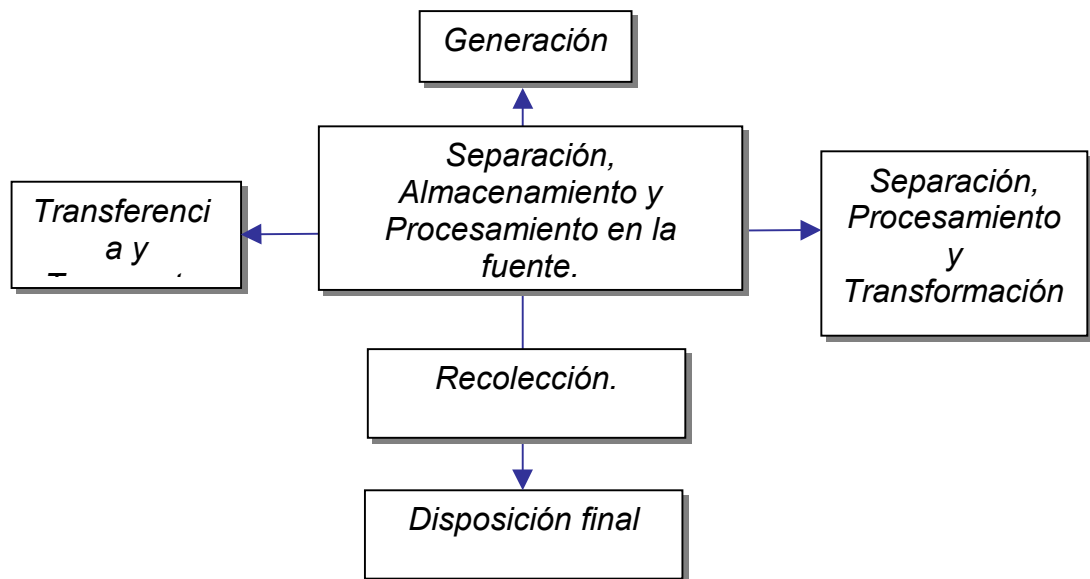 Generación
Separación,
Almacenamiento y
Procesamiento en la
fuente.
Transferenci
a y
Separación,
Procesamiento
y
Transformación
Recolección.
Disposición final